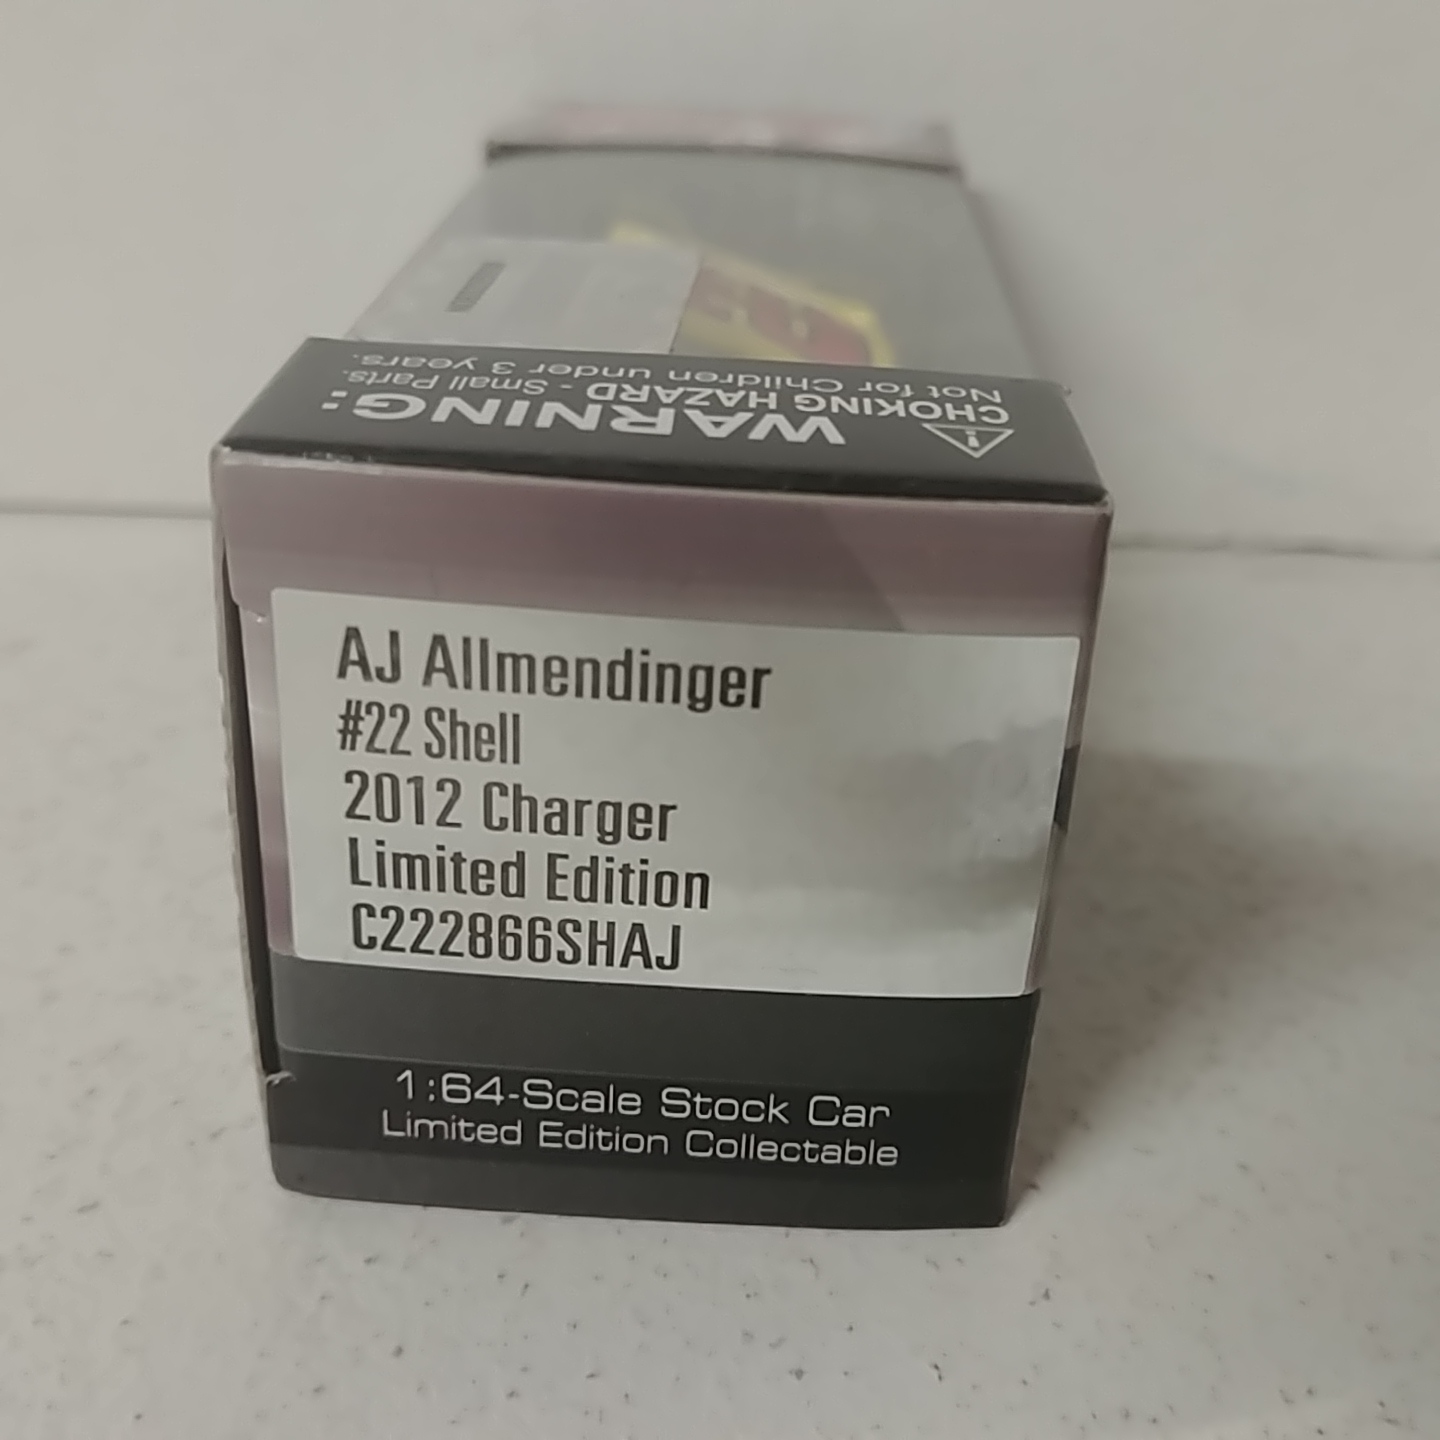 WARNING:
CHOKING HAZARD - Small Parts.
Not for Children under 3 years.
AJ Allmendinger
#22 Shell
2012 Charger
Limited Edition
C222866SHAJ
1:64-Scale Stock Car
Limited Edition Collectable